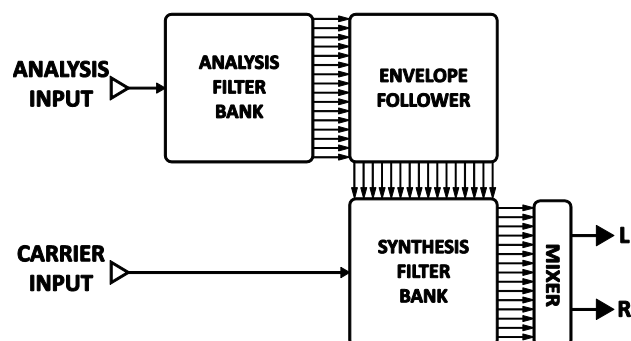 ANALYSIS
INPUT
ANALYSIS
FILTER
BANK
ENVELOPE
FOLLOWER
CARRIER
INPUT
SYNTHESIS
FILTER
BANK
MIXER
L
R